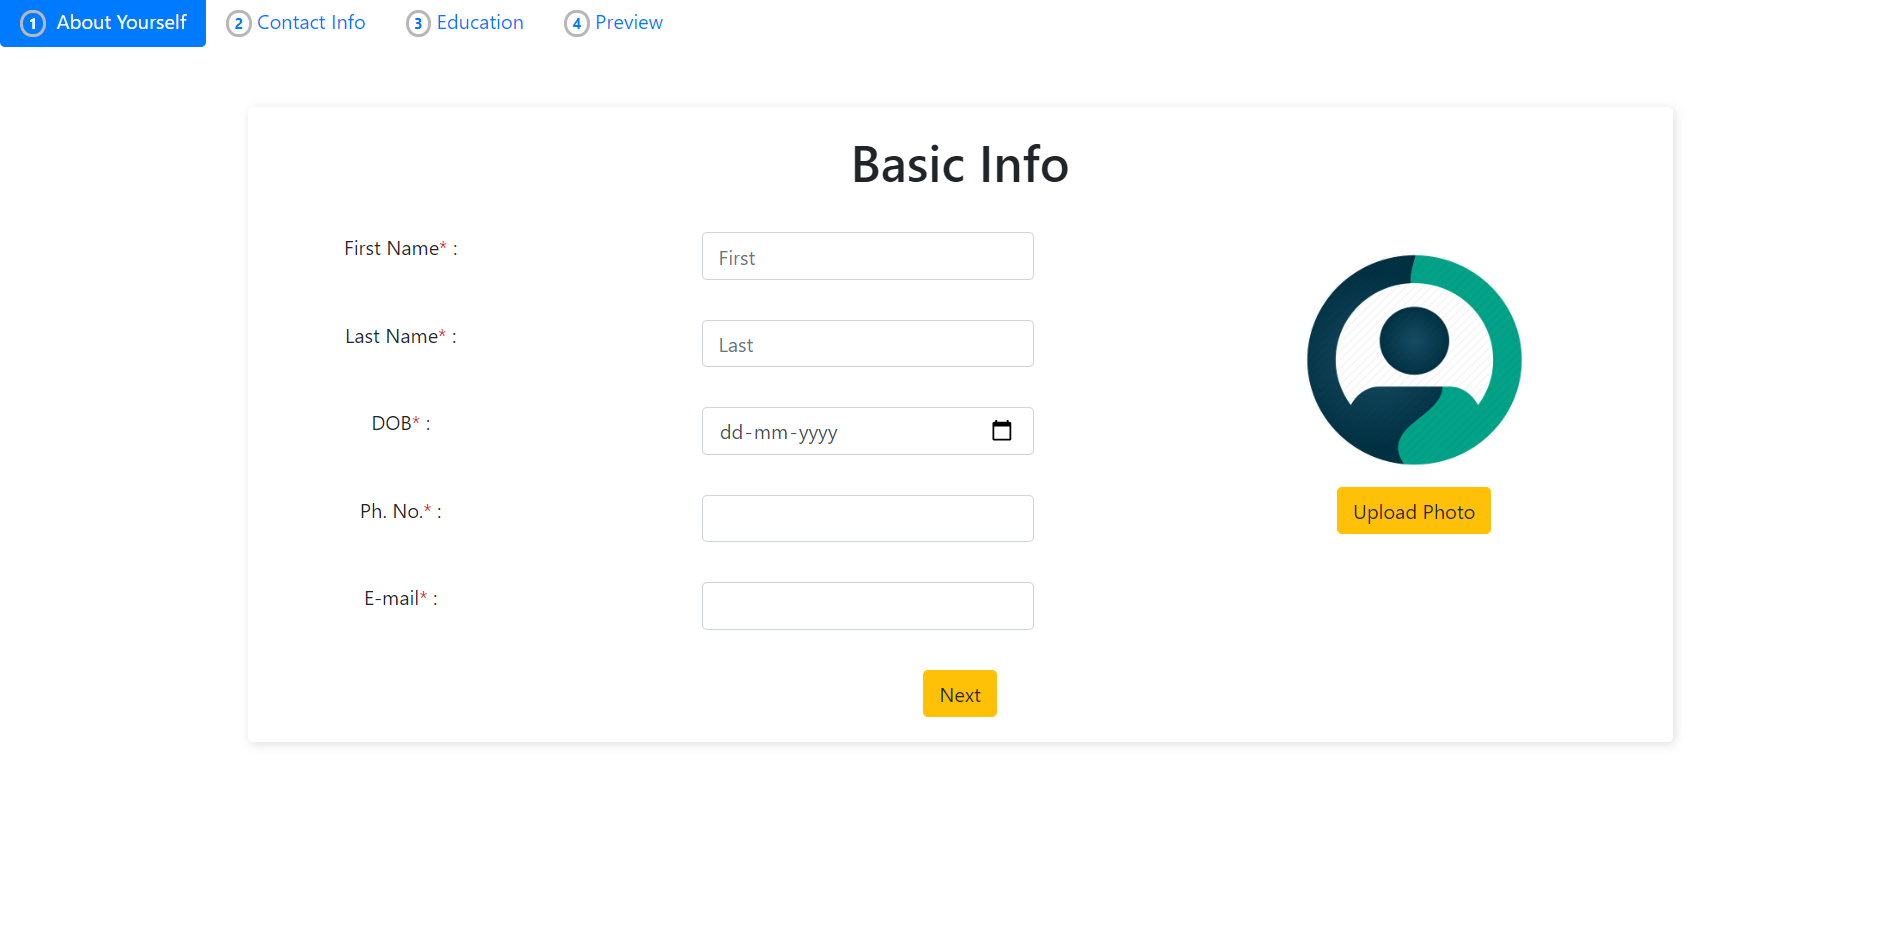 1 About Yourself 2 Contact Info 3 Education 4 Preview
Basic Info
First Name* : First
Last Name* : Last
DOB* : dd-mm-yyyy
Ph. No.* :
Upload Photo
E-mail* :
Next